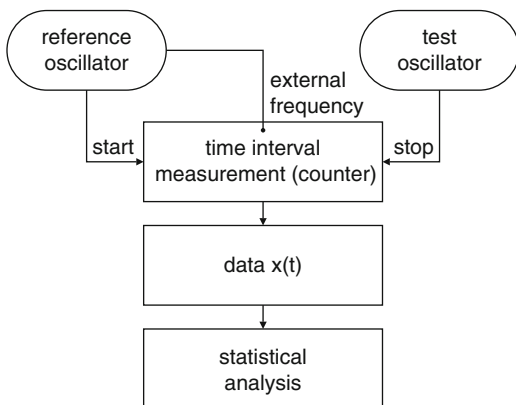 reference
oscillator
test
oscillator
external
frequency
start
time interval
measurement (counter)
stop
data x(t)
statistical
analysis